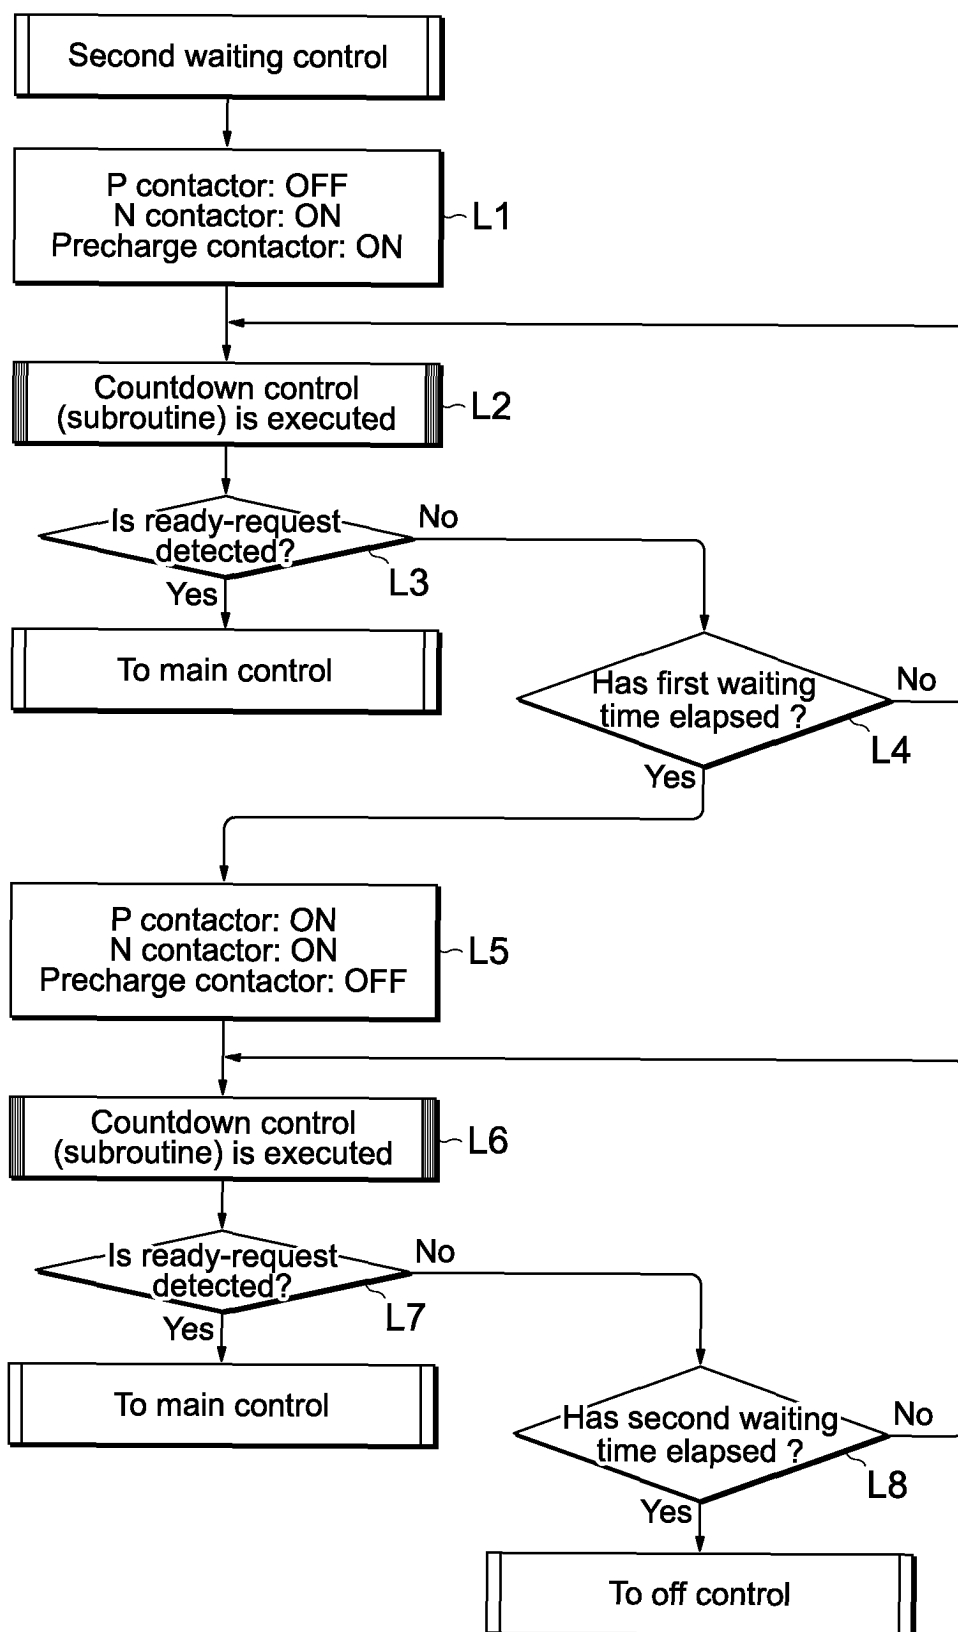 Second waiting control
P contactor: OFF
N contactor: ON
Precharge contactor: ON
L1
Countdown control
(subroutine) is executed
L2
Is ready-request
detected?
No
L3
Yes
To main control
Has first waiting
time elapsed ?
No
L4
Yes
P contactor: ON
N contactor: ON
Precharge contactor: OFF
L5
Countdown control
(subroutine) is executed
L6
Is ready-request
detected?
No
L7
Yes
To main control
Has second waiting
time elapsed ?
No
L8
Yes
To off control